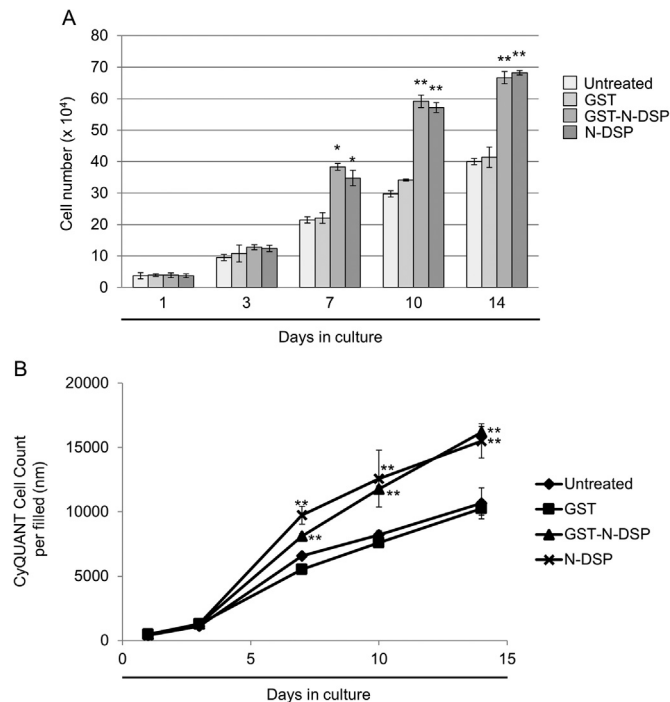 A
80
70
60
50
40
30
20
10
0
Cell number (x 10⁴)
* *
** **
** **
Untreated
GST
GST-N-DSP
N-DSP
1 3 7 10 14
Days in culture
B
20000
15000
10000
5000
0
CyQUANT Cell Count
per filled (nm)
**
**
**
**
**
**
Untreated
GST
GST-N-DSP
N-DSP
0 5 10 15
Days in culture